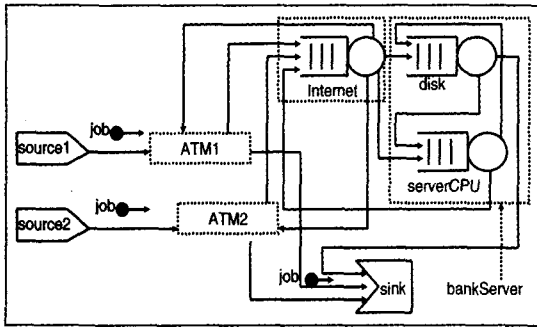 Internet
disk
job
source1
ATM1
serverCPU
job
source2
ATM2
job
sink
bankServer